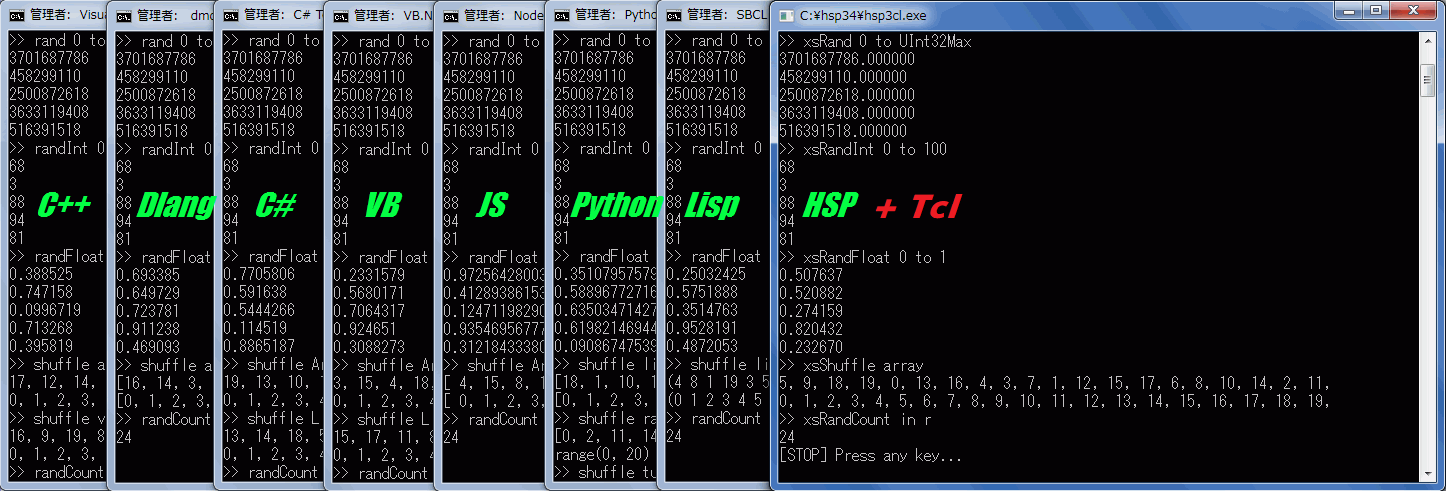 管理者: Visua
>> rand 0 to
3701687786
458299110
2500872618
3633119408
516391518
>> randInt 0
68
3
88
94
81
C++
>> randFloat
0.388525
0.747158
0.0996719
0.713268
0.395819
>> shuffle a
17, 12, 14,
0, 1, 2, 3,
>> shuffle v
16, 9, 19, 8
0, 1, 2, 3,
>> randCount
管理者:
>> rand 0 to
3701687786
458299110
2500872618
3633119408
516391518
>> randInt 0
68
3
88
94
81
Dlang
>> randFloat
0.693385
0.649729
0.723781
0.911238
0.469093
>> shuffle a
[16, 14, 3,
[0, 1, 2, 3,
>> randCount
24
管理者: C# T
>> rand 0 to
3701687786
458299110
2500872618
3633119408
516391518
>> randInt 0
68
3
88
94
81
C#
>> randFloat
0.7705806
0.591638
0.5444266
0.114519
0.8865187
>> shuffle A
19, 13, 10,
0, 1, 2, 3,
>> shuffle L
13, 14, 18, 5
0, 1, 2, 3, 4
>> randCount
管理者: VB.N
>> rand 0 to
3701687786
458299110
2500872618
3633119408
516391518
>> randInt 0
68
3
88
94
81
VB
>> randFloat
0.2331579
0.5680171
0.7064317
0.924651
0.3088273
>> shuffle A
3, 15, 4, 18,
0, 1, 2, 3, 4
>> shuffle L
15, 17, 11, 8
0, 1, 2, 3, 4
>> randCount
管理者: Node
>> rand 0 to
3701687786
458299110
2500872618
3633119408
516391518
>> randInt 0
68
3
88
94
81
JS
>> randFloat
0.97256428003
0.41289386153
0.12471198290
0.93546956777
0.31218433380
>> shuffle A
[ 4, 15, 8, 1
[ 0, 1, 2, 3,
>> randCount
24
管理者: Pytho
>> rand 0 to
3701687786
458299110
2500872618
3633119408
516391518
>> randInt 0
68
3
88
94
81
Python
>> randFloat
0.35107957579
0.58896772716
0.63503471427
0.61982146944
0.09086747539
>> shuffle li
[18, 1, 10, 1
[0, 1, 2, 3,
>> shuffle ra
[0, 2, 11, 14
range(0, 20)
>> shuffle tu
管理者: SBCL
>> rand 0 to
3701687786
458299110
2500872618
3633119408
516391518
>> randInt 0
68
3
88
94
81
Lisp
>> randFloat
0.25032425
0.5751888
0.3514763
0.9528191
0.4872053
>> shuffle li
(4 8 1 19 3 5
(0 1 2 3 4 5
>> randCount
24
C:¥hsp34¥hsp3cl.exe
>> xsRand 0 to UInt32Max
3701687786.000000
458299110.000000
2500872618.000000
3633119408.000000
516391518.000000
>> xsRandInt 0 to 100
68
3
88
94
81
HSP + Tcl
>> xsRandFloat 0 to 1
0.507637
0.520882
0.274159
0.820432
0.232670
>> xsShuffle array
5, 9, 18, 19, 0, 13, 16, 4, 3, 7, 1, 12, 15, 17, 6, 8, 10, 14, 2, 11,
0, 1, 2, 3, 4, 5, 6, 7, 8, 9, 10, 11, 12, 13, 14, 15, 16, 17, 18, 19,
>> xsRandCount in r
24
[STOP] Press any key...